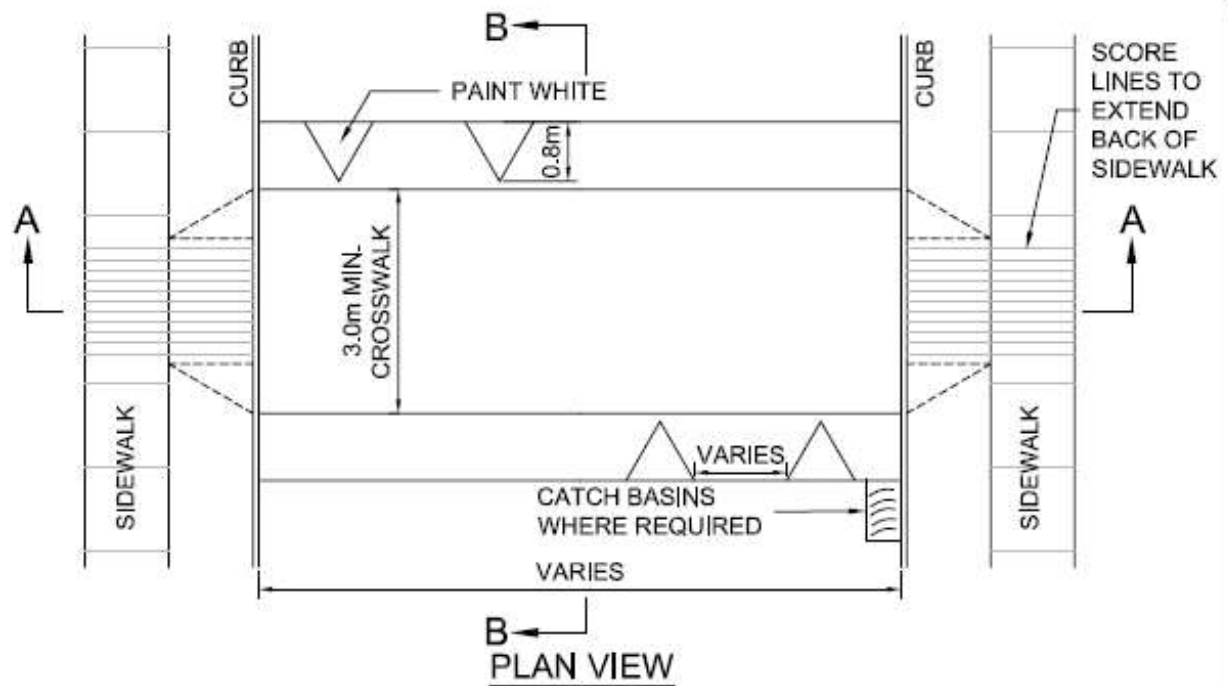 B
CURB
CURB
SCORE
LINES TO
EXTEND
BACK OF
SIDEWALK
PAINT WHITE
0.8m
A
A
3.0m MIN.-
CROSSWALK
SIDEWALK
SIDEWALK
VARIES
CATCH BASINS
WHERE REQUIRED
VARIES
B
PLAN VIEW